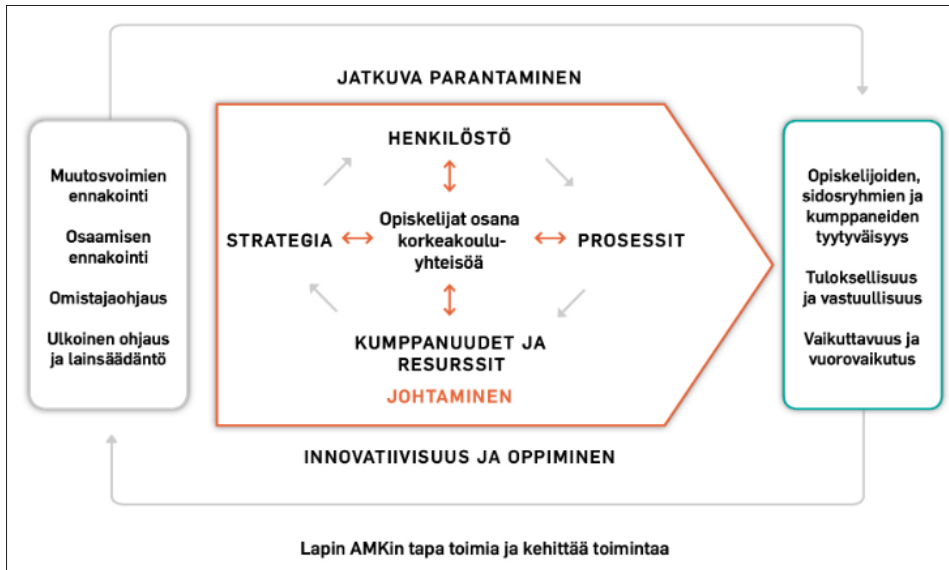 JATKUVA PARANTAMINEN
Muutosvoimien
ennakointi
Osaamisen
ennakointi
Omistajaohjaus
Ulkoinen ohjaus
ja lainsäädäntö
HENKILÖSTÖ
STRATEGIA
Opiskelijat osana
korkeakoulu-
yhteisöä
PROSESSIT
KUMPPANUUDET JA
RESURSSIT
JOHTAMINEN
Opiskelijoiden,
sidosryhmien ja
kumppaneiden
tyytyväisyys
Tuloksellisuus
ja vastuullisuus
Vaikuttavuus ja
vuorovaikutus
INNOVATIIVISUUS JA OPPIMINEN
Lapin AMKin tapa toimia ja kehittää toimintaa